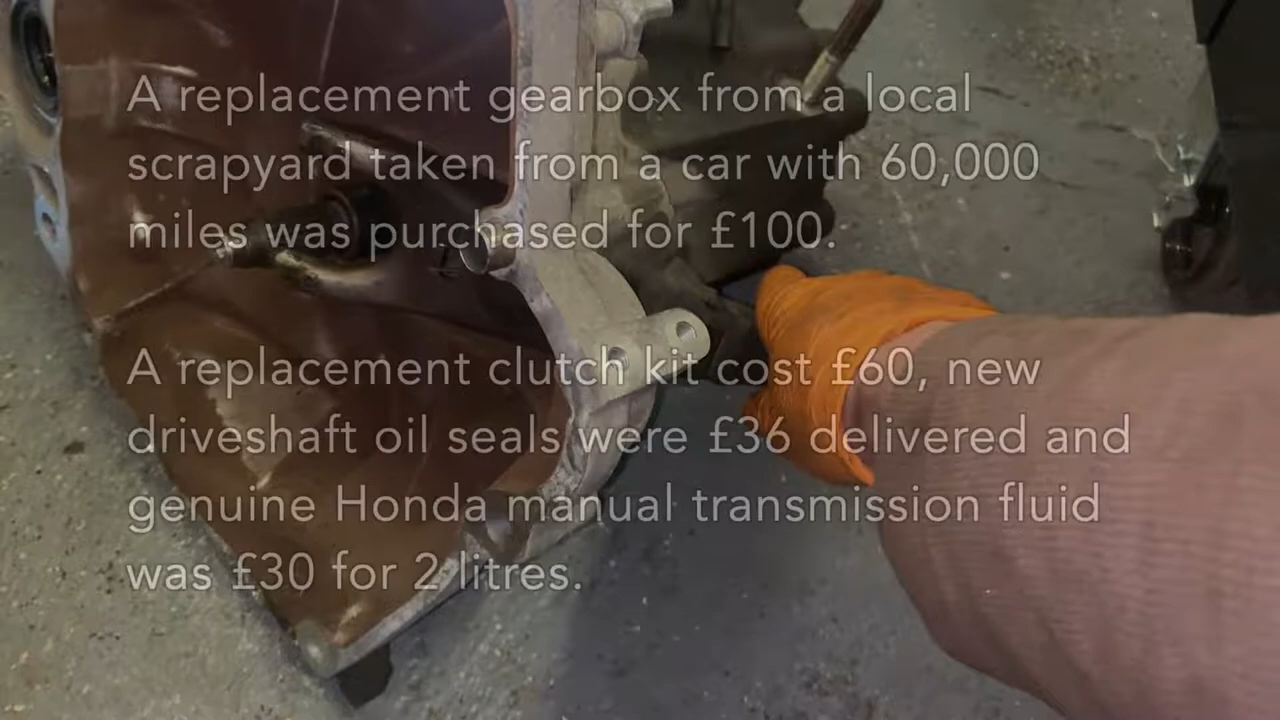 A replacement gearbox from a local
scrapyard taken from a car with 60,000
miles was purchased for £100.
A replacement clutch kit cost £60, new
driveshaft oil seals were £36 delivered and
genuine Honda manual transmission fluid
was £30 for 2 litres.